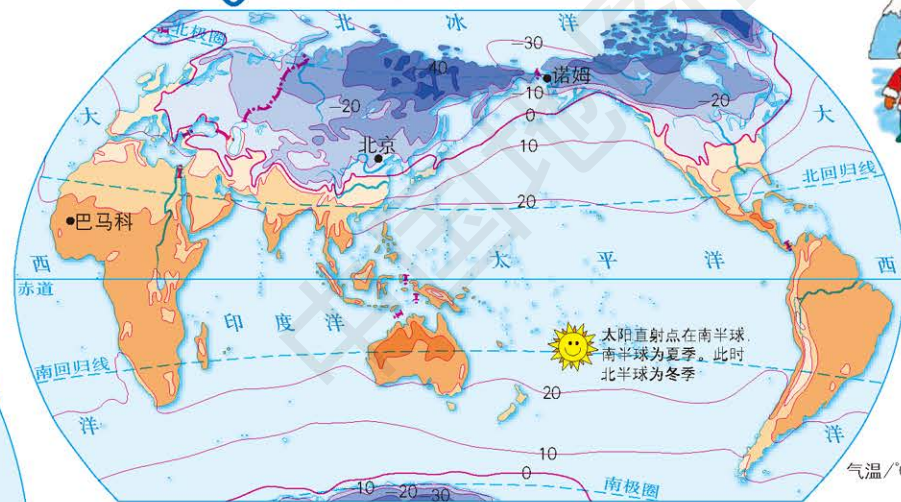 北 冰 洋
北极圈
-30
-40
诺姆
-10
-20
-20
0
大
大
北京
10
北回归线
20
巴马科
太 平 洋
西
西
赤道
印 度 洋
太阳直射点在南半球,
南半球为夏季。此时
北半球为冬季
南回归线
20
洋
洋
10
0
气温/℃
南极圈
-10 -20 -30
中国地图